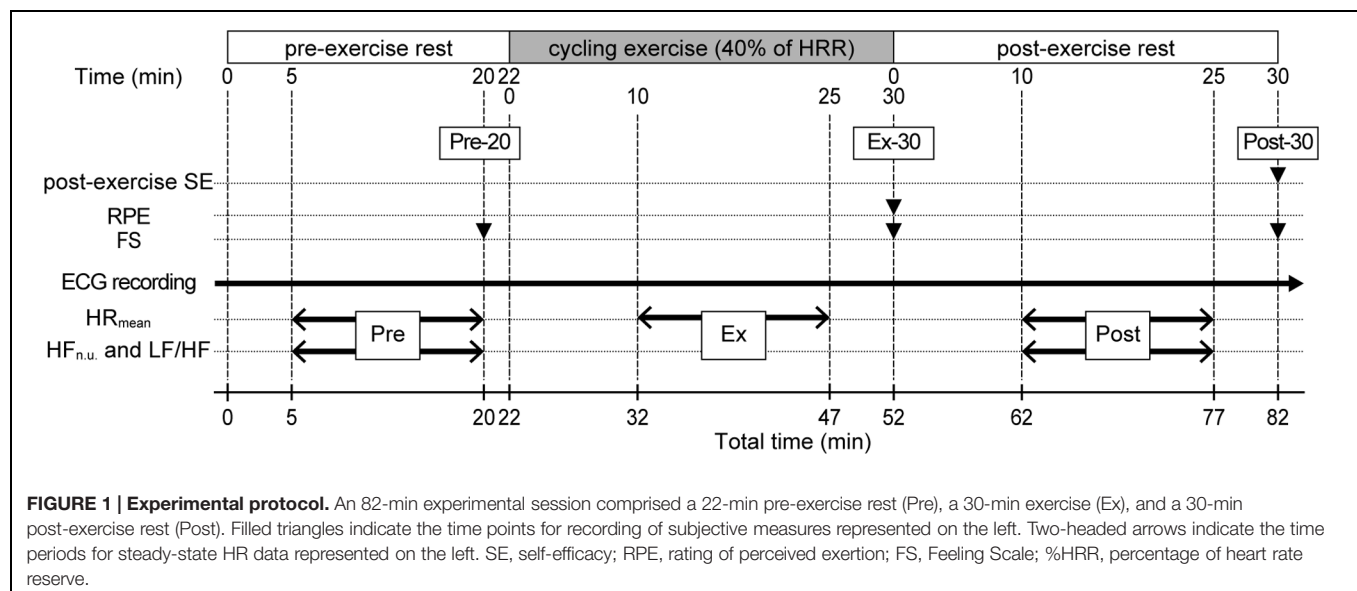 pre-exercise rest cycling exercise (40% of HRR) post-exercise rest
Time (min) 0 5 20 22 0 10 25 30
0 10 25 30
Pre-20 Ex-30 Post-30
post-exercise SE
RPE
FS
ECG recording
HRmean
Pre Ex Post
HFn.u. and LF/HF
0 5 20 22 32 47 52 62 77 82
Total time (min)
FIGURE 1 | Experimental protocol. An 82-min experimental session comprised a 22-min pre-exercise rest (Pre), a 30-min exercise (Ex), and a 30-min
post-exercise rest (Post). Filled triangles indicate the time points for recording of subjective measures represented on the left. Two-headed arrows indicate the time
periods for steady-state HR data represented on the left. SE, self-efficacy; RPE, rating of perceived exertion; FS, Feeling Scale; %HRR, percentage of heart rate
reserve.